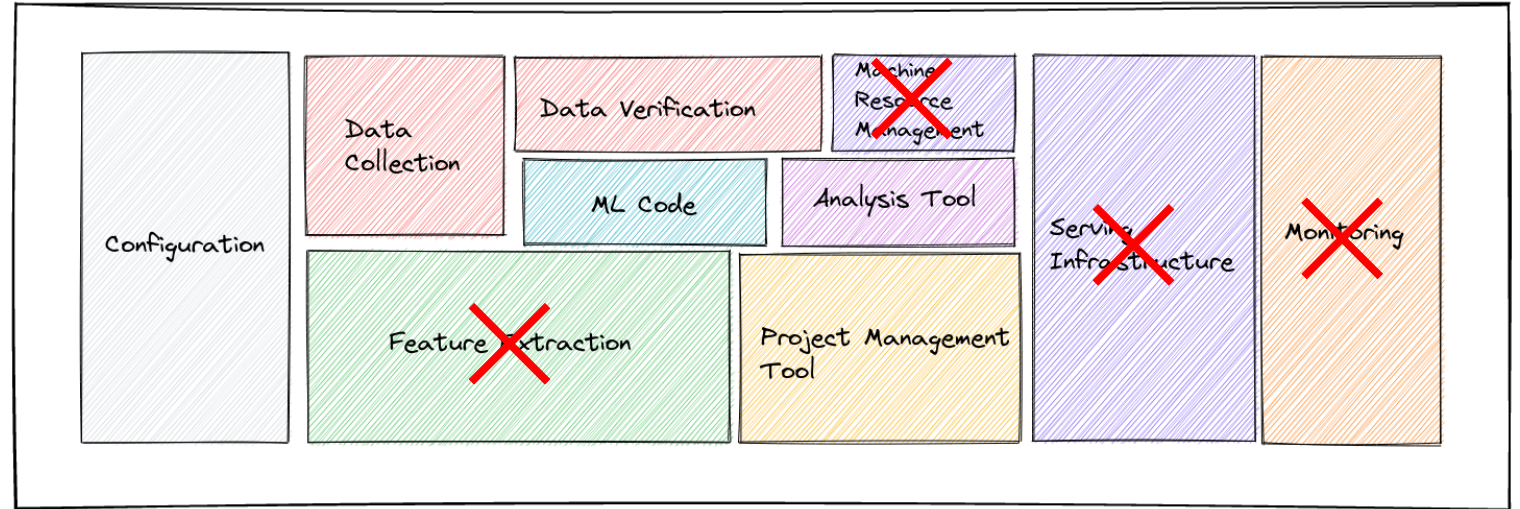 Configuration
Data
Collection
Data Verification
Machine
Resource
Management
ML Code
Analysis Tool
Feature Extraction
Project Management
Tool
Serving
Infrastructure
Monitoring